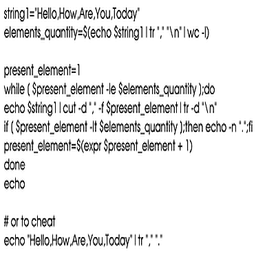 string1="Hello,How,Are,You,Today"
elements_quantity=$(echo $string1 | tr "," "\n" | wc -l)

present_element=1
while ( $present_element -le $elements_quantity );do
echo $string1 | cut -d "," -f $present_element | tr -d "\n"
if ( $present_element -lt $elements_quantity );then echo -n ".";fi
present_element=$(expr $present_element + 1)
done
echo

# or to cheat
echo "Hello,How,Are,You,Today" | tr "," "."